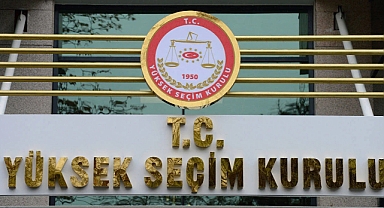 T.C.
1950
YÜKSEK SEÇİM KURULU
T.C.
YÜKSEK SEÇİM KURULU